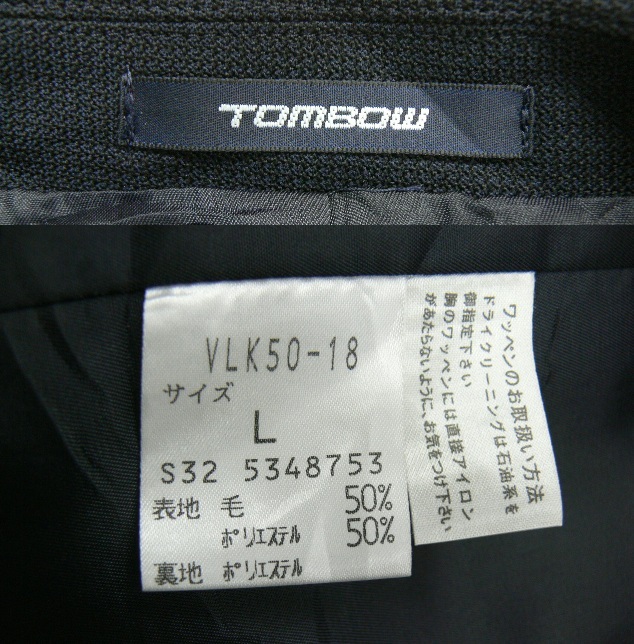 TOMBOW
VLK50-18
サイズ
L
S32 5348753
表地 毛 50%
ポリエステル 50%
裏地 ポリエステル
ワッペンのお取扱い方法
ドライクリーニングは石油系を
御指定下さい
胸のワッペンには直接アイロン
があたらないように、お気をつけ下さい